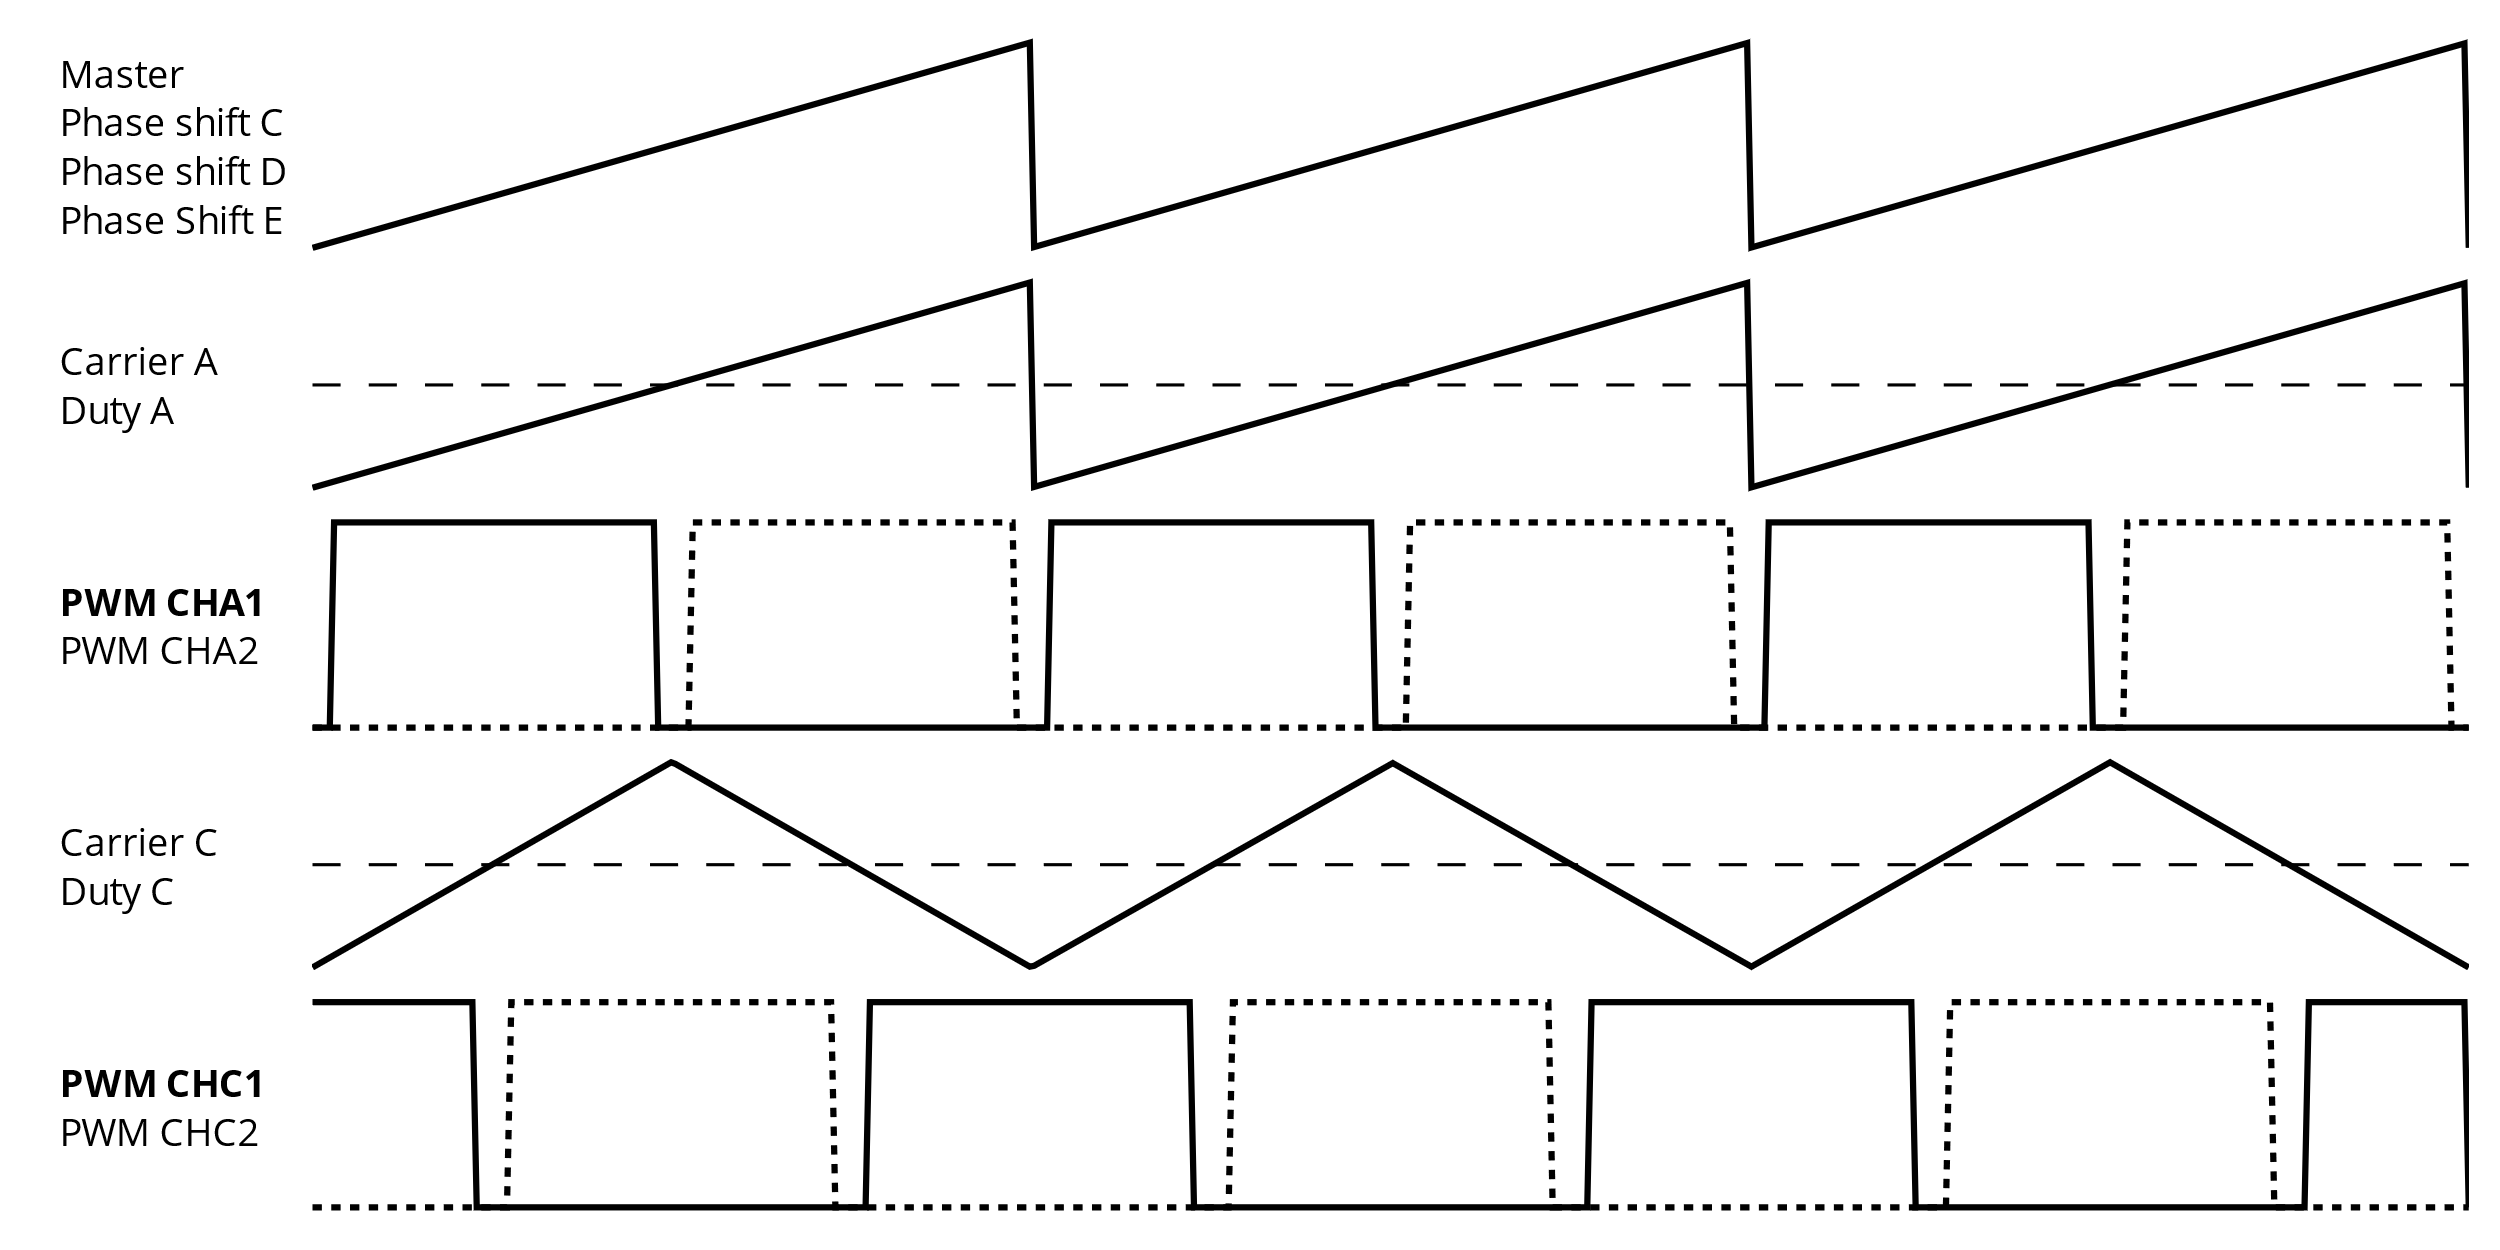 Master
Phase shift C
Phase shift D
Phase Shift E
Carrier A
Duty A
PWM CHA1
PWM CHA2
Carrier C
Duty C
PWM CHC1
PWM CHC2